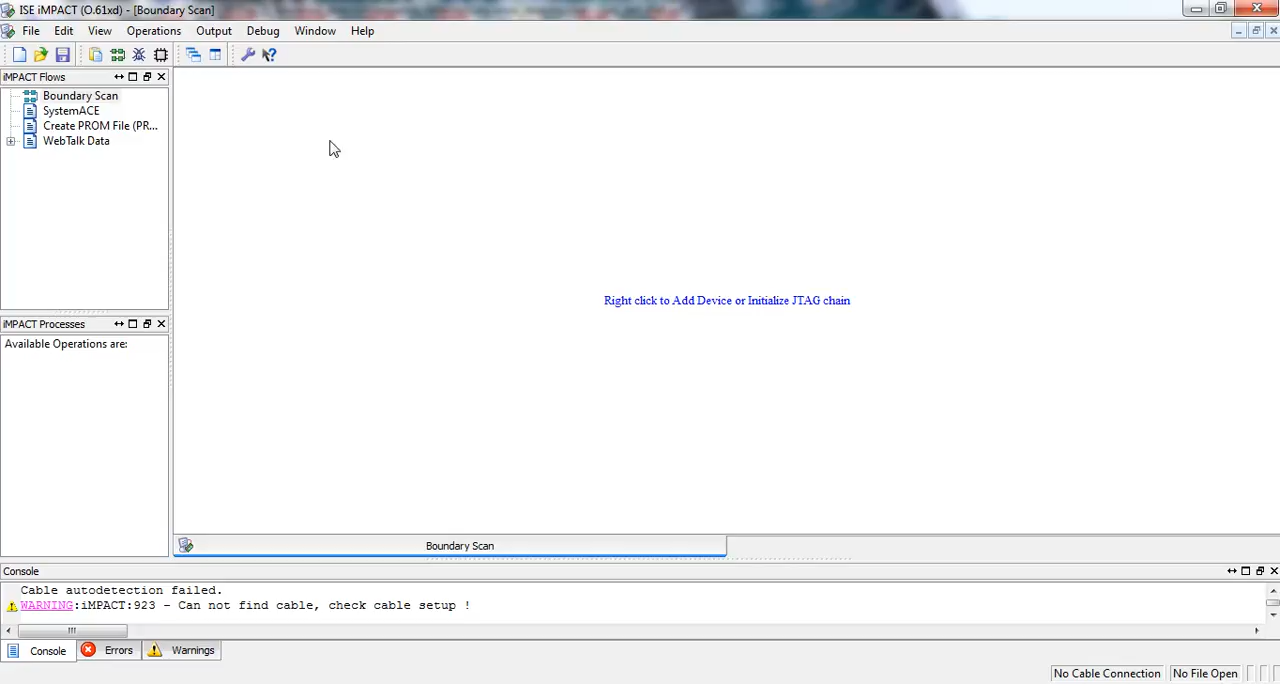 ISE iMPACT (O.61xd) - [Boundary Scan]
File Edit View Operations Output Debug Window Help
iMPACT Flows
Boundary Scan
SystemACE
Create PROM File (PR...
WebTalk Data
Right click to Add Device or Initialize JTAG chain
iMPACT Processes
Available Operations are:
Boundary Scan
Console
Cable autodetection failed.
WARNING:iMPACT:923 - Can not find cable, check cable setup !
Console Errors Warnings
No Cable Connection No File Open